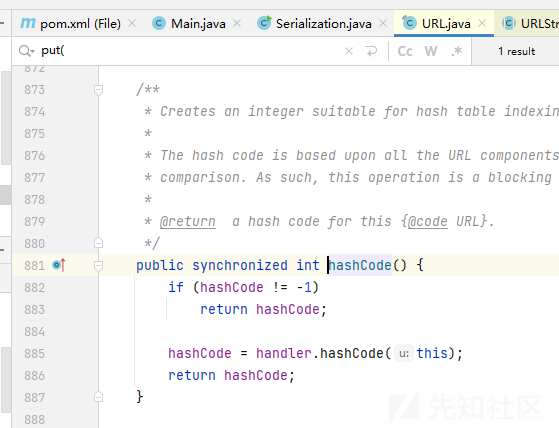 pom.xml (File) Main.java Serialization.java URL.java URLStr
put( Cc W .* 1 result
872
873 /**
874 * Creates an integer suitable for hash table indexin
875 *
876 * The hash code is based upon all the URL components
877 * comparison. As such, this operation is a blocking
878 *
879 * @return a hash code for this {@code URL}.
880 */
881 public synchronized int hashCode() {
882 if (hashCode != -1)
883 return hashCode;
884
885 hashCode = handler.hashCode( u: this);
886 return hashCode;
887 }
888
先知社区